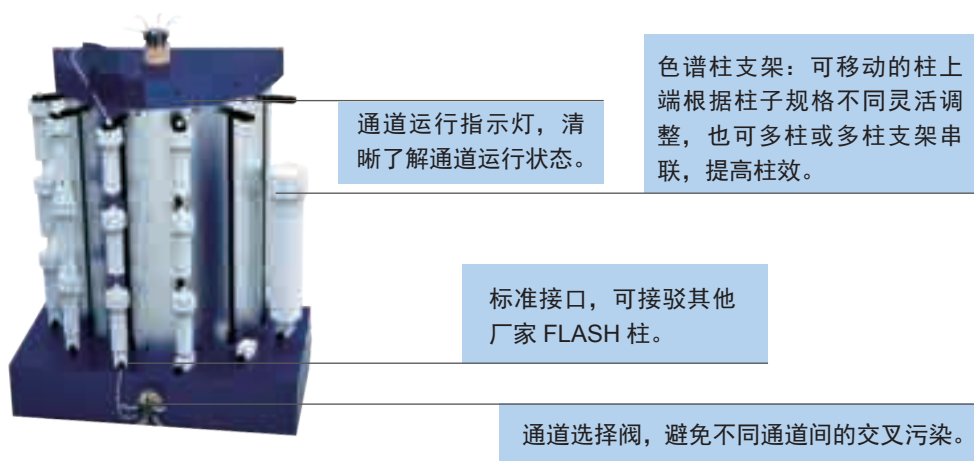 色谱柱支架：可移动的柱上
端根据柱子规格不同灵活调
整，也可多柱或多柱支架串
联，提高柱效。
通道运行指示灯，清
晰了解通道运行状态。
标准接口，可接驳其他
厂家 FLASH 柱。
通道选择阀，避免不同通道间的交叉污染。